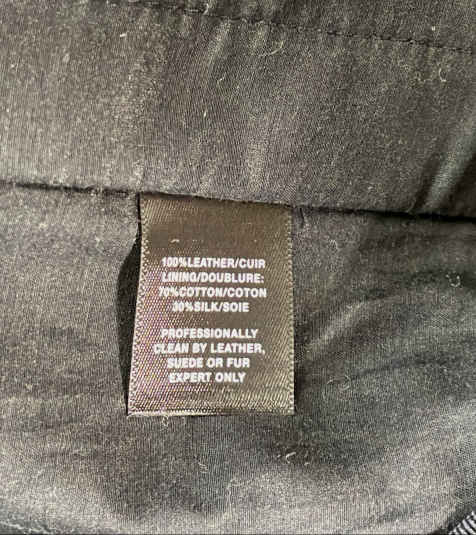 100%LEATHER/CUIR
LINING/DOUBLURE:
70%COTTON/COTON
30%SILK/SOIE
PROFESSIONALLY
CLEAN BY LEATHER,
SUEDE OR FUR
EXPERT ONLY